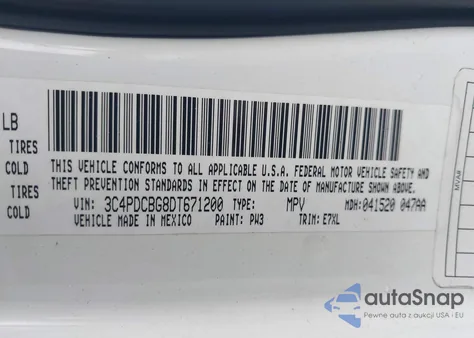 LB
TIRES
COLD
TIRES
COLD
THIS VEHICLE CONFORMS TO ALL APPLICABLE U.S.A. FEDERAL MOTOR VEHICLE SAFETY AND
THEFT PREVENTION STANDARDS IN EFFECT ON THE DATE OF MANUFACTURE SHOWN ABOVE.
VIN: 3C4PDCBG8DT671200 TYPE: MPV MDH: 041520 047AA
VEHICLE MADE IN MEXICO PAINT: PW3 TRIM: E7XL
MVMA#
autoSnap
Pewne auta z aukcji USA i EU